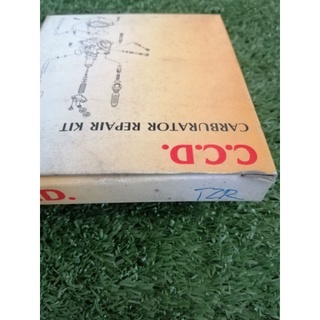 CARBURATOR REPAIR KIT
C.C.D.
D.
TZR